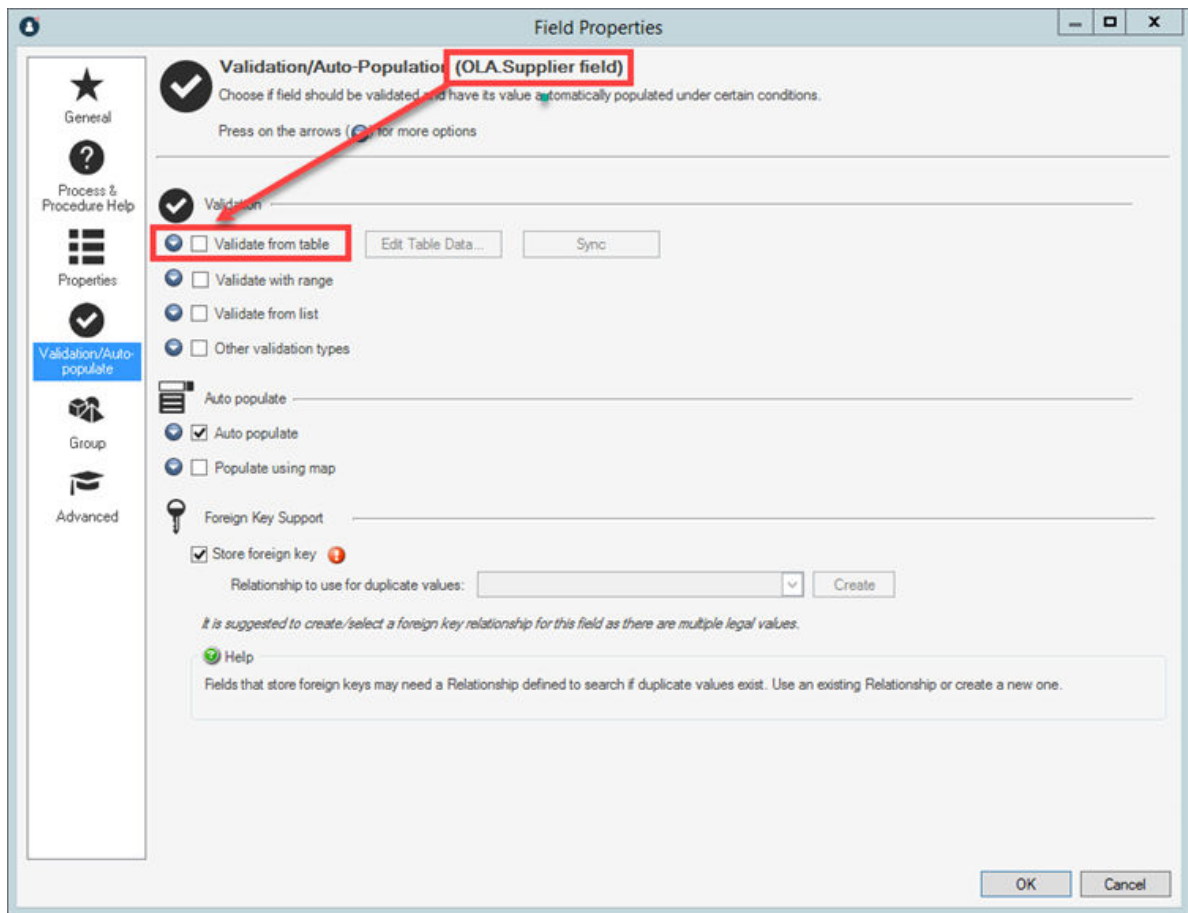 Field Properties
General
Process &
Procedure Help
Properties
Validation/Auto-
populate
Group
Advanced
Validation/Auto-Population (OLA.Supplier field)
Choose if field should be validated and have its value automatically populated under certain conditions.
Press on the arrows ( ) for more options
Validation
Validate from table
Edit Table Data...
Sync
Validate with range
Validate from list
Other validation types
Auto populate
Auto populate
Populate using map
Foreign Key Support
Store foreign key
Relationship to use for duplicate values:
Create
It is suggested to create/select a foreign key relationship for this field as there are multiple legal values.
Help
Fields that store foreign keys may need a Relationship defined to search if duplicate values exist. Use an existing Relationship or create a new one.
OK
Cancel